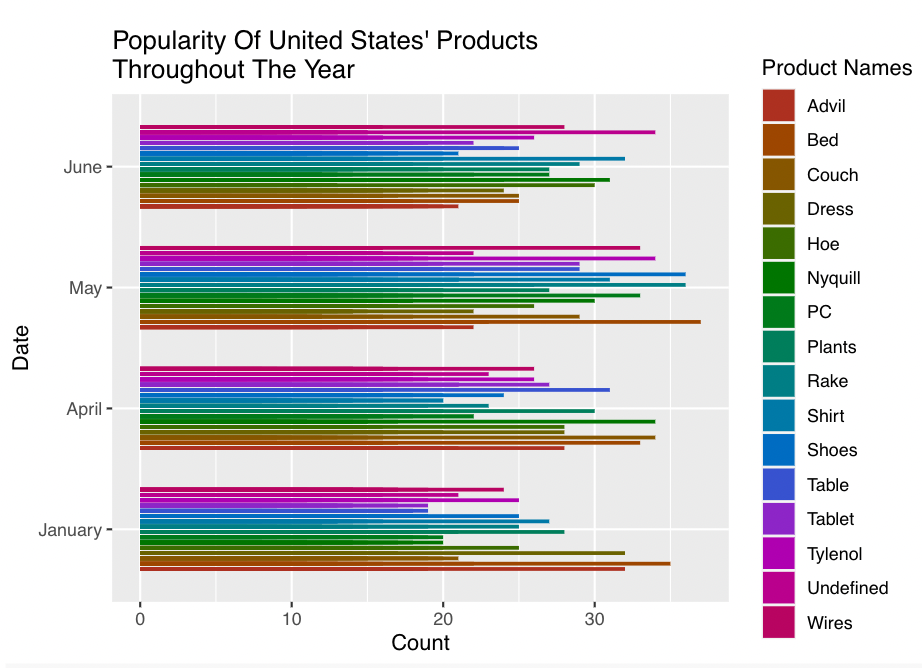 Popularity Of United States' Products
Throughout The Year
Product Names
Advil
Bed
Couch
Dress
Hoe
Nyquill
PC
Plants
Rake
Shirt
Shoes
Table
Tablet
Tylenol
Undefined
Wires
Date
June
May
April
January
0 10 20 30
Count